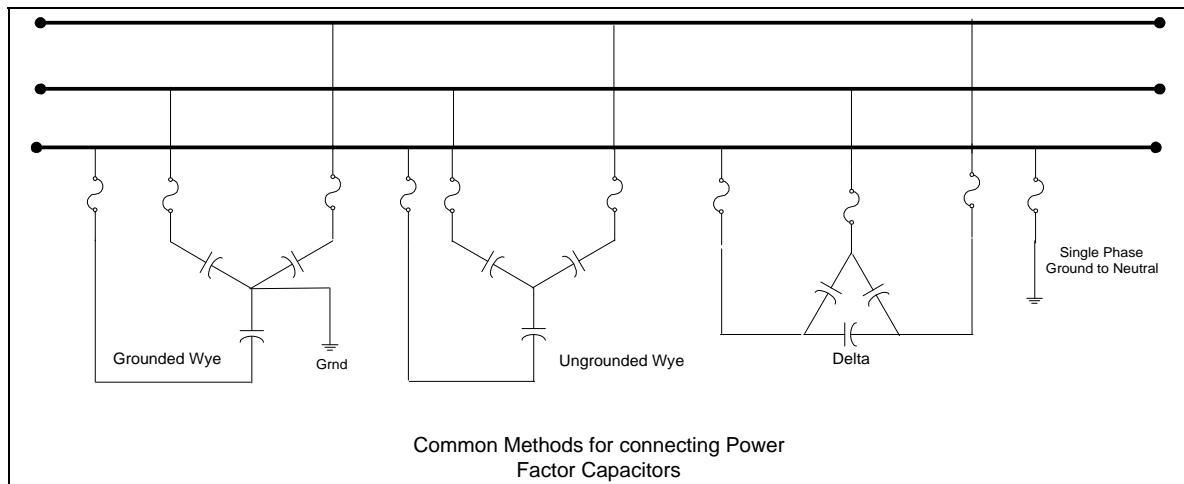 Single Phase
Ground to Neutral
Grounded Wye
Grnd
Ungrounded Wye
Delta
Common Methods for connecting Power
Factor Capacitors